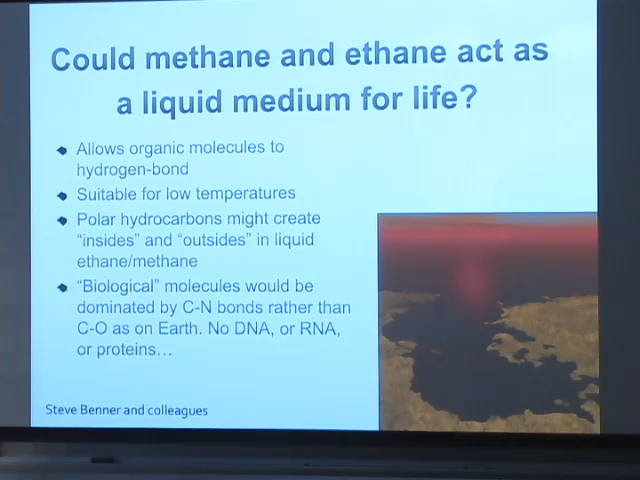 Could methane and ethane act as
a liquid medium for life?
Allows organic molecules to
hydrogen-bond
Suitable for low temperatures
Polar hydrocarbons might create
“insides” and “outsides” in liquid
ethane/methane
“Biological” molecules would be
dominated by C-N bonds rather than
C-O as on Earth. No DNA, or RNA,
or proteins…
Steve Benner and colleagues